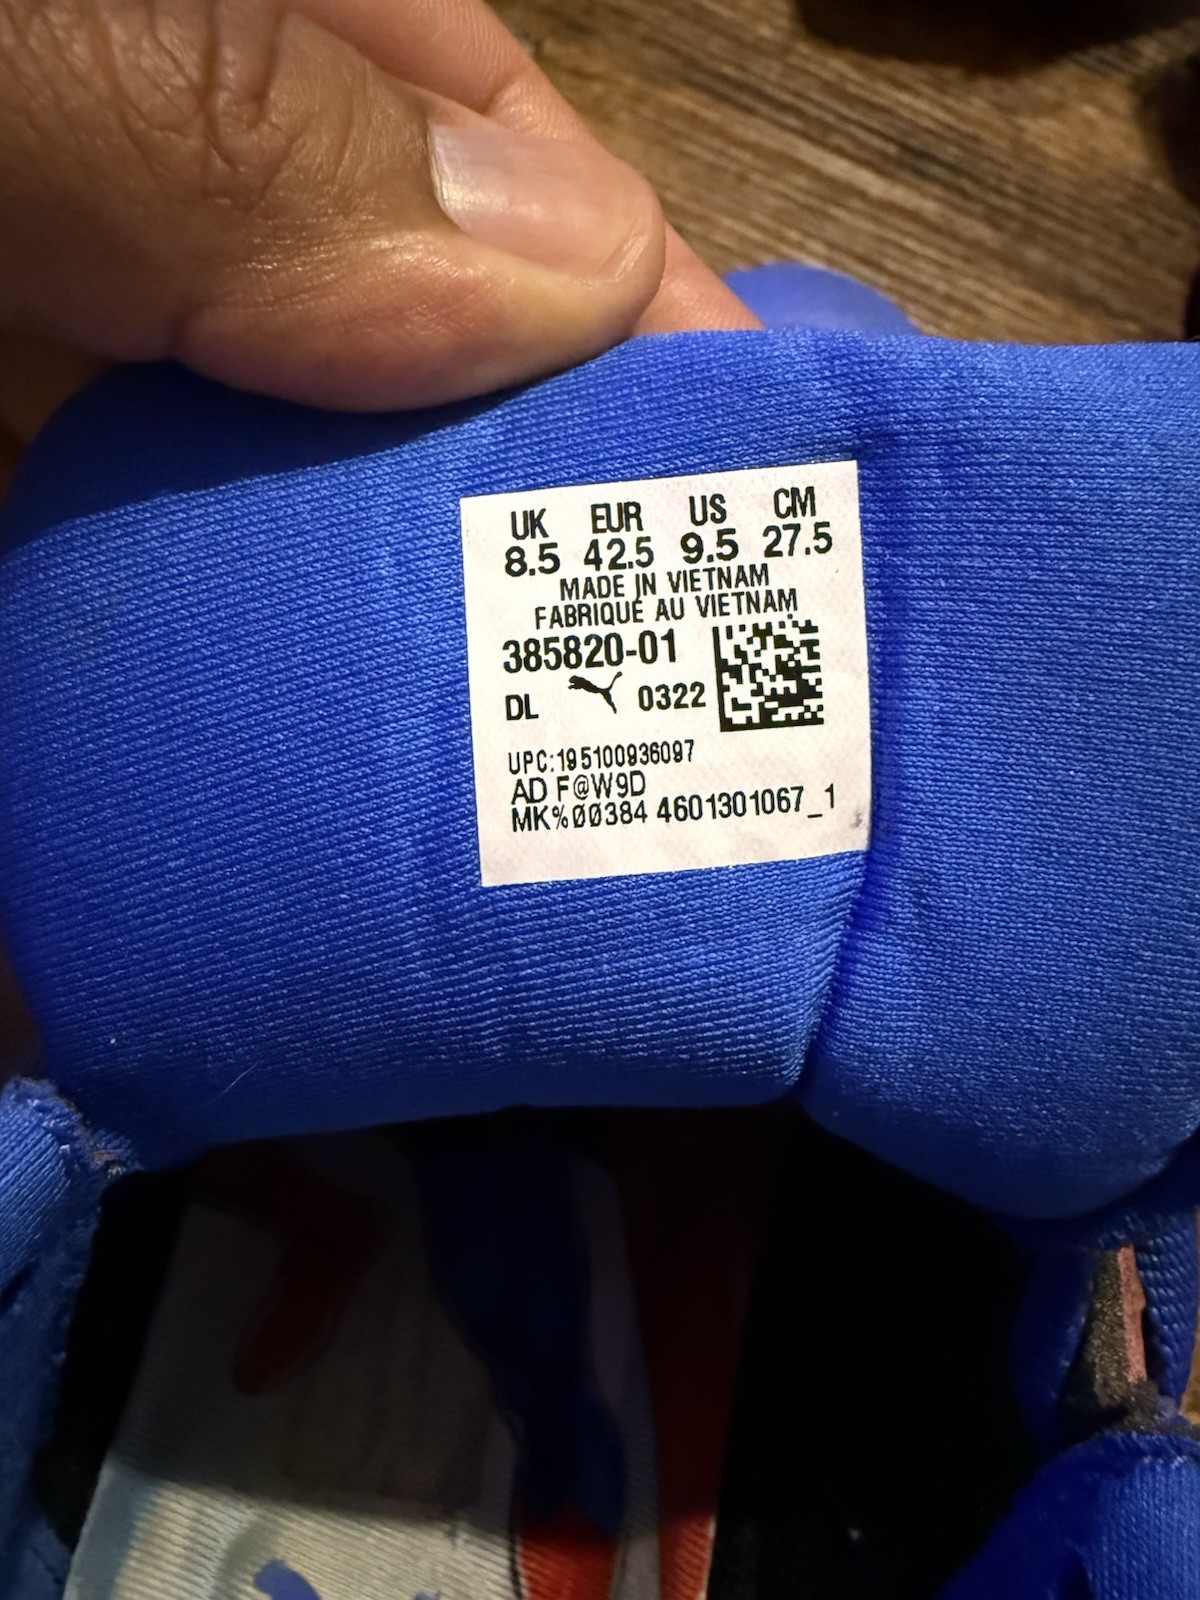 UK EUR US CM
8.5 42.5 9.5 27.5
MADE IN VIETNAM
FABRIQUÉ AU VIETNAM
385820-01
DL 0322
UPC:195100936097
AD F@W9D
MK%00384 4601301067_1